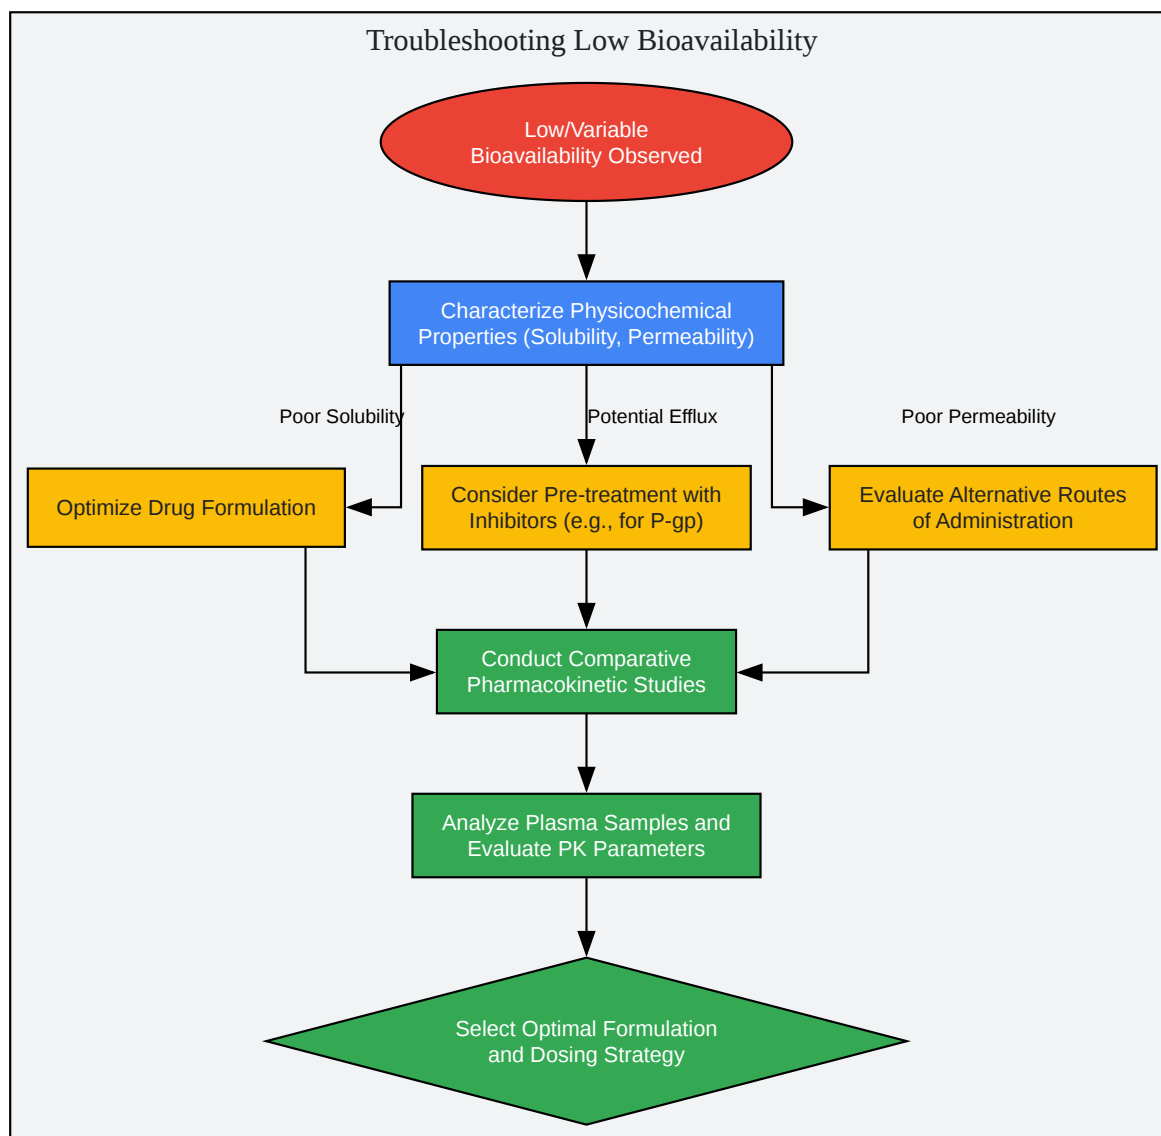 Troubleshooting Low Bioavailability
Low/Variable
Bioavailability Observed
Characterize Physicochemical
Properties (Solubility, Permeability)
Poor Solubility
Potential Efflux
Poor Permeability
Optimize Drug Formulation
Consider Pre-treatment with
Inhibitors (e.g., for P-gp)
Evaluate Alternative Routes
of Administration
Conduct Comparative
Pharmacokinetic Studies
Analyze Plasma Samples and
Evaluate PK Parameters
Select Optimal Formulation
and Dosing Strategy